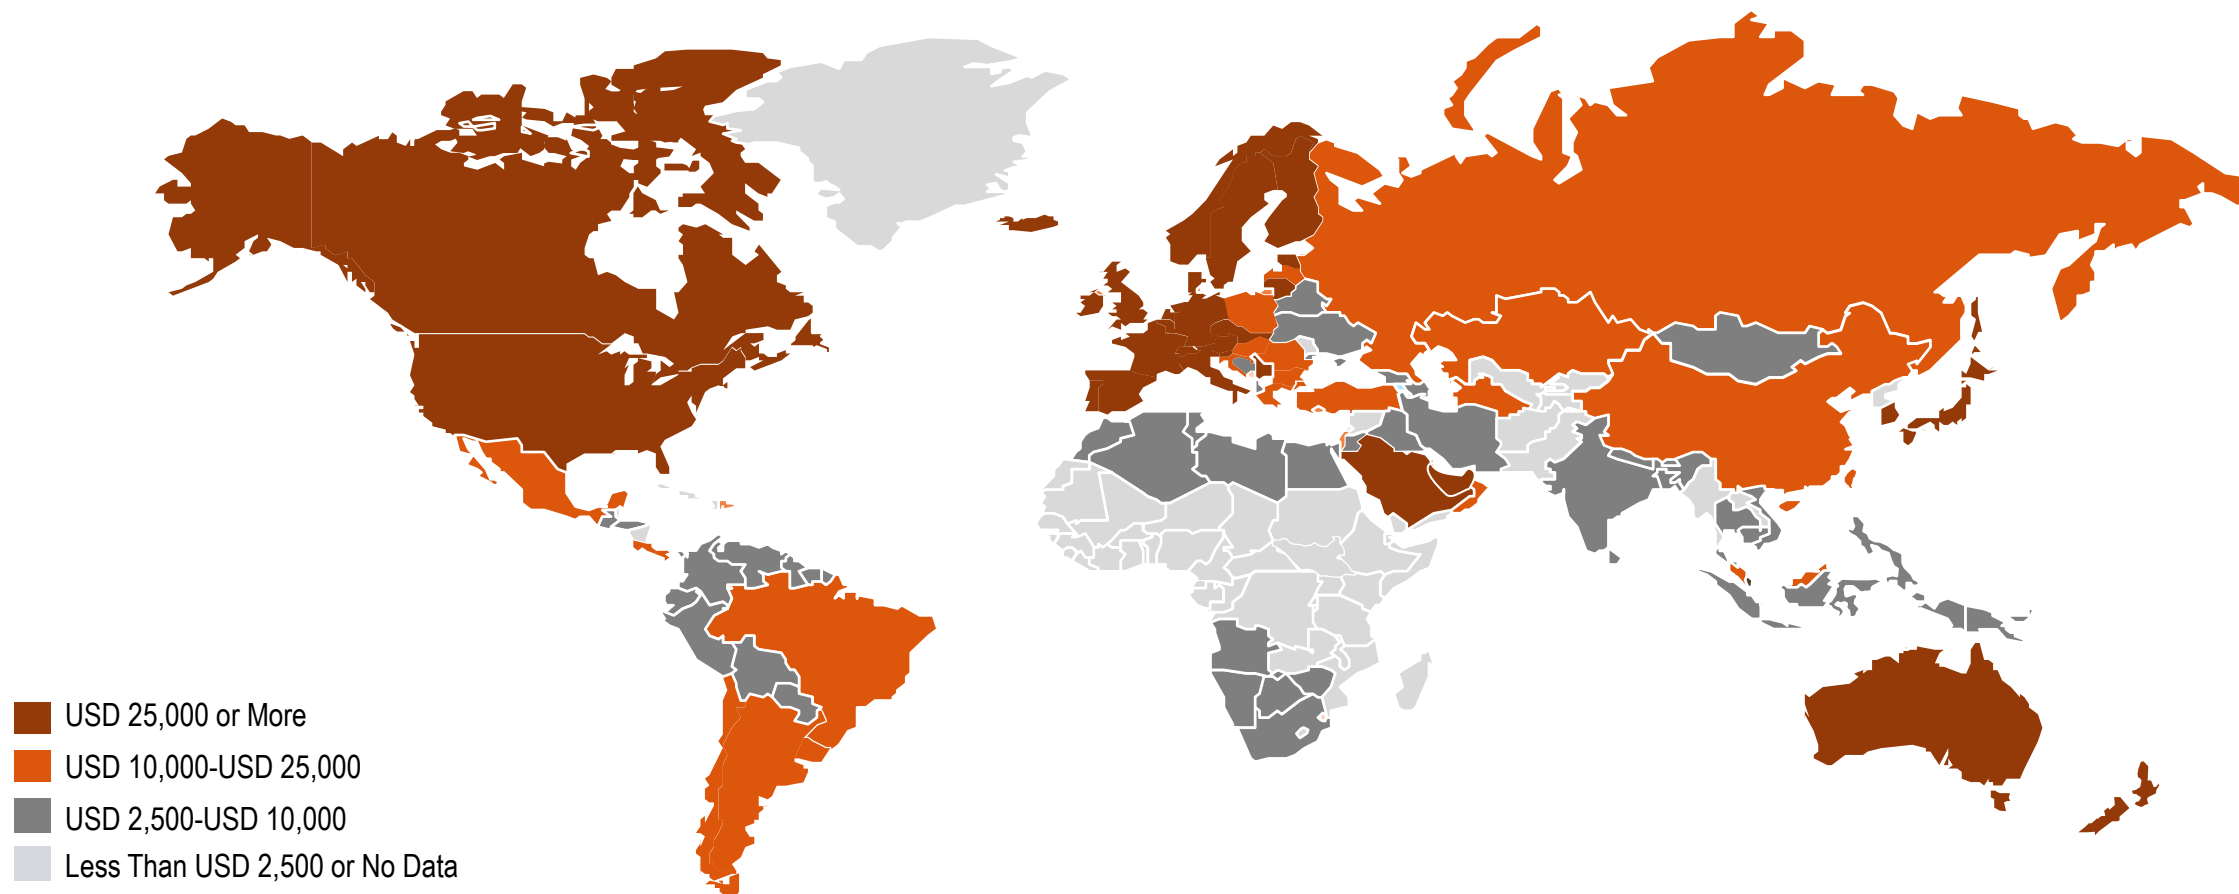 USD 25,000 or More
USD 10,000-USD 25,000
USD 2,500-USD 10,000
Less Than USD 2,500 or No Data